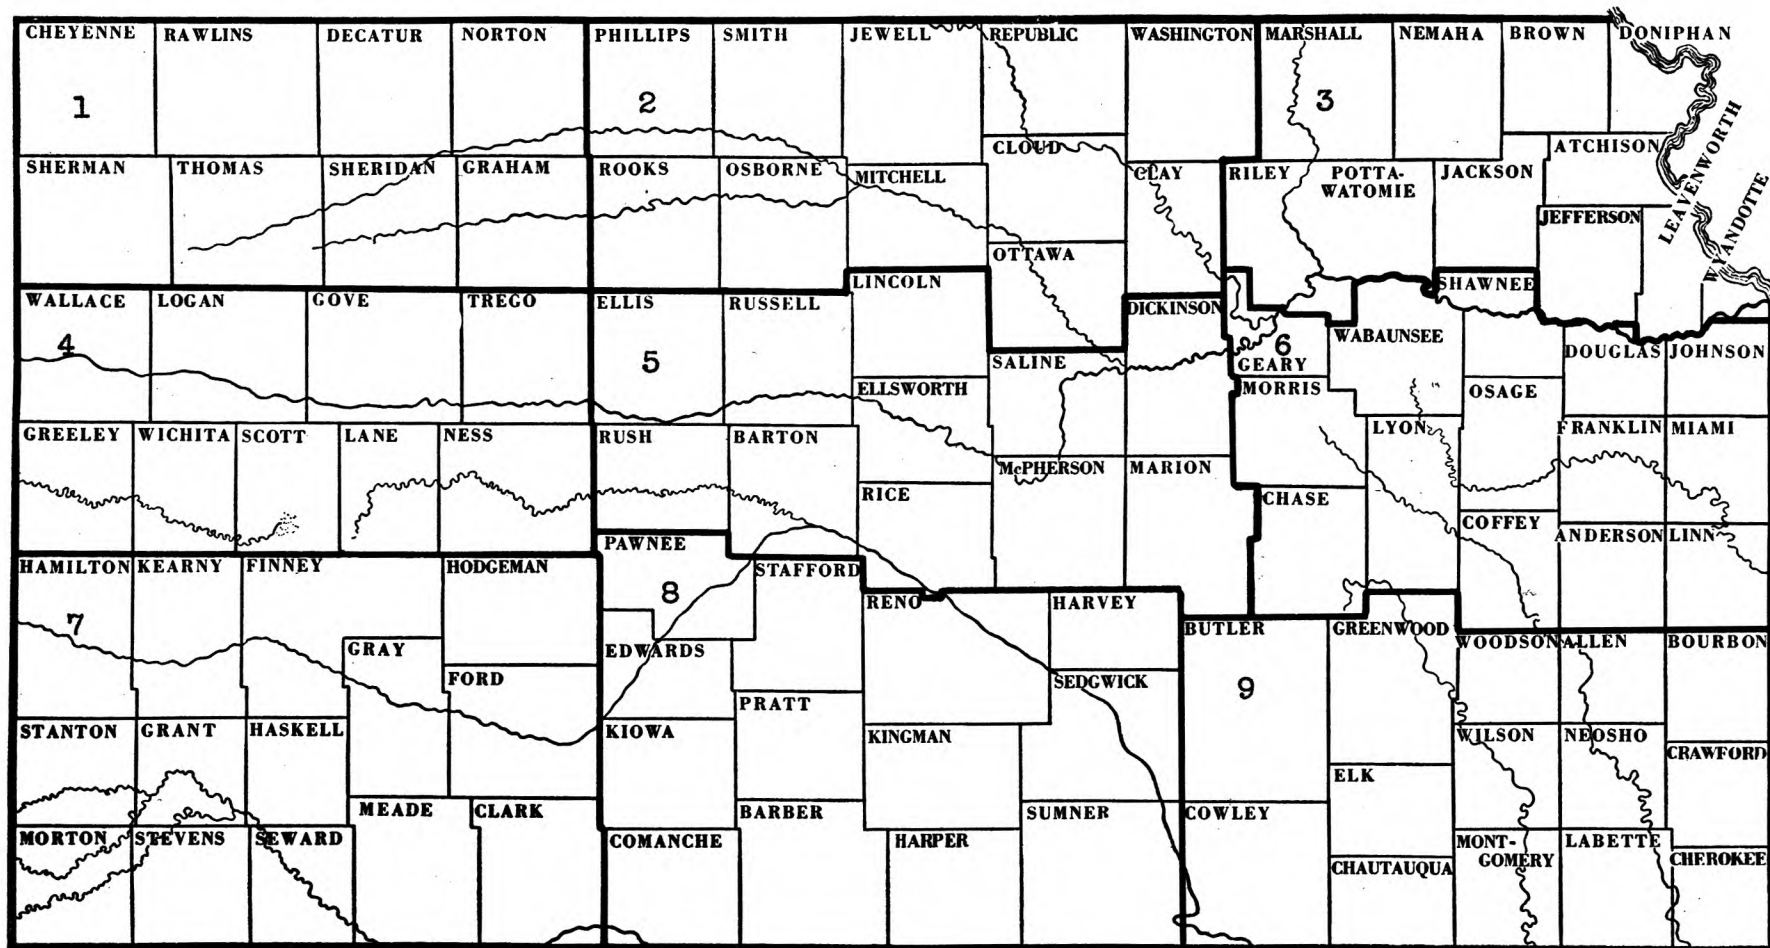 CHEYENNE RAWLINS DECATUR NORTON PHILLIPS SMITH JEWELL REPUBLIC WASHINGTON MARSHALL NEMAHA BROWN DONIPHAN
1 2 3
LEAVENWORTH
WYANDOTTE
CLOUD ATCHISON
SHERMAN THOMAS SHERIDAN GRAHAM ROOKS OSBORNE MITCHELL CLAY RILEY POTTA-
WATOMIE JACKSON
JEFFERSON
OTTAWA
LINCOLN SHAWNEE
WALLACE LOGAN GOVE TREGO ELLIS RUSSELL DICKINSON
4 5 6
WABAUNSEE
SALINE GEARY DOUGLAS JOHNSON
ELLSWORTH MORRIS OSAGE
GREELEY WICHITA SCOTT LANE NESS RUSH BARTON LYON FRANKLIN MIAMI
McPHERSON MARION
RICE CHASE
COFFEY
ANDERSON LINN
PAWNEE
HAMILTON KEARNY FINNEY HODGEMAN STAFFORD
7 8
RENO HARVEY
BUTLER GREENWOOD
GRAY EDWARDS WOODSON ALLEN BOURBON
FORD SEDGWICK
9
PRATT
STANTON GRANT HASKELL KIOWA KINGMAN WILSON NEOSHO
CRAWFORD
ELK
MEADE CLARK BARBER SUMNER COWLEY
MORTON STEVENS SEWARD COMANCHE HARPER MONT-
GOMERY LABETTE
CHEROKEE
CHAUTAUQUA